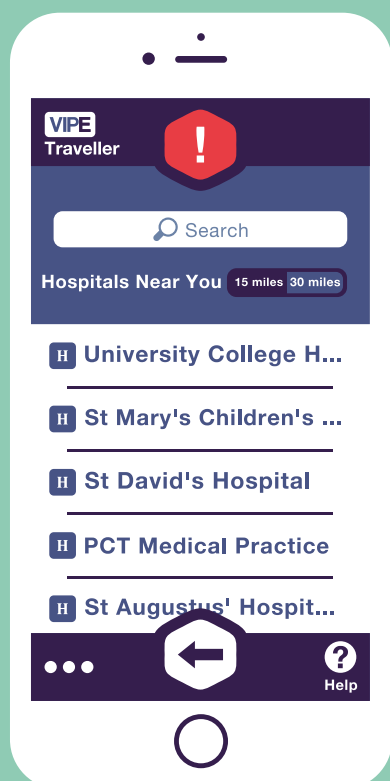 VIPE
Traveller
!
Search
Hospitals Near You 15 miles 30 miles
H University College H...
H St Mary's Children's ...
H St David's Hospital
H PCT Medical Practice
H St Augustus' Hospit...
?
Help